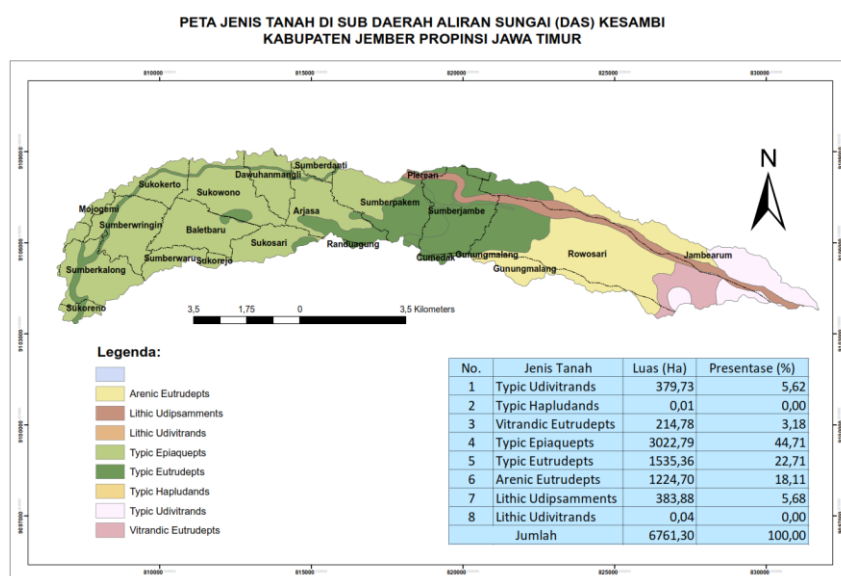 PETA JENIS TANAH DI SUB DAERAH ALIRAN SUNGAI (DAS) KESAMBI
KABUPATEN JEMBER PROPINSI JAWA TIMUR
810000 815000 820000 825000 830000
N
Sumberdanti
Dawuhanmangli
Plerean
Sukokerto
Sukowono
Sumberpakem
Mojogemi
Arjasa
Sumberjambe
Sumberwringin
Baletbaru
Sukosari
Randuagung
Jambearum
Sumberwaru
Sukorejo
Cumedak
Gunungmalang
Rowosari
Sumberkalong
Gunungmalang
Sukoreno
3,5 1,75 0 3,5 Kilometers
Legenda:
Arenic Eutrudepts
Lithic Udipsamments
Lithic Udivitrands
Typic Epiaquepts
Typic Eutrudepts
Typic Hapludands
Typic Udivitrands
Vitrandic Eutrudepts
No. Jenis Tanah Luas (Ha) Presentase (%)
1 Typic Udivitrands 379,73 5,62
2 Typic Hapludands 0,01 0,00
3 Vitrandic Eutrudepts 214,78 3,18
4 Typic Epiaquepts 3022,79 44,71
5 Typic Eutrudepts 1535,36 22,71
6 Arenic Eutrudepts 1224,70 18,11
7 Lithic Udipsamments 383,88 5,68
8 Lithic Udivitrands 0,04 0,00
Jumlah 6761,30 100,00
810000 815000 820000 825000 830000